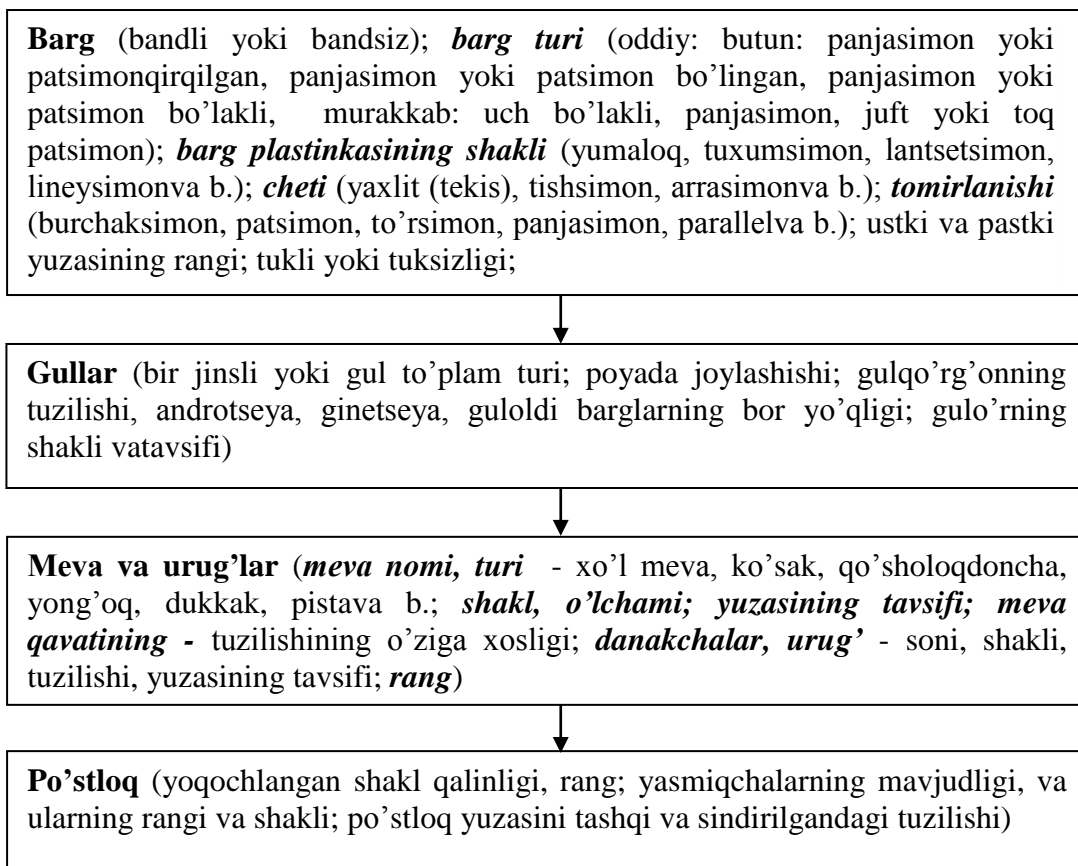 Barg (bandli yoki bandsiz); barg turi (oddiy: butun: panjasimon yoki
patsimonqirqilgan, panjasimon yoki patsimon bo’lingan, panjasimon yoki
patsimon bo’lakli, murakkab: uch bo’lakli, panjasimon, juft yoki toq
patsimon); barg plastinkasining shakli (yumaloq, tuxumsimon, lantsetsimon,
lineysimonva b.); cheti (yaxlit (tekis), tishsimon, arrasimonva b.); tomirlanishi
(burchaksimon, patsimon, to’rsimon, panjasimon, parallelva b.); ustki va pastki
yuzasining rangi; tukli yoki tuksizligi;
Gullar (bir jinsli yoki gul to’plam turi; poyada joylashishi; gulqo’rg’onning
tuzilishi, androtseya, ginetseya, guloldi barglarning bor yo’qligi; gulo’rning
shakli vatavsifi)
Meva va urug’lar (meva nomi, turi - xo’l meva, ko’sak, qo’sholoqdoncha,
yong’oq, dukkak, pistava b.; shakl, o’lchami; yuzasining tavsifi; meva
qavatining - tuzilishining o’ziga xosligi; danakchalar, urug’ - soni, shakli,
tuzilishi, yuzasining tavsifi; rang)
Po’stloq (yoqochlangan shakl qalinligi, rang; yasmiqchalarning mavjudligi, va
ularning rangi va shakli; po’stloq yuzasini tashqi va sindirilgandagi tuzilishi)